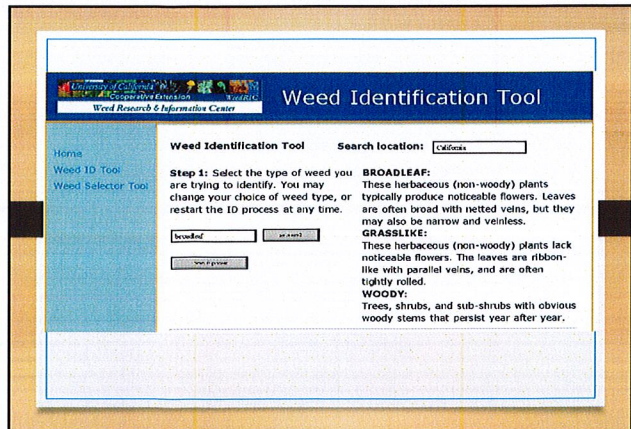 University of California
Cooperative Extension WeedRIC
Weed Research & Information Center
Weed Identification Tool
Home
Weed ID Tool
Weed Selector Tool
Weed Identification Tool
Search location: California
Step 1: Select the type of weed you
are trying to identify. You may
change your choice of weed type, or
restart the ID process at any time.
broadleaf
BROADLEAF:
These herbaceous (non-woody) plants
typically produce noticeable flowers. Leaves
are often broad with netted veins, but they
may also be narrow and veinless.
GRASSLIKE:
These herbaceous (non-woody) plants lack
noticeable flowers. The leaves are ribbon-
like with parallel veins, and are often
tightly rolled.
WOODY:
Trees, shrubs, and sub-shrubs with obvious
woody stems that persist year after year.